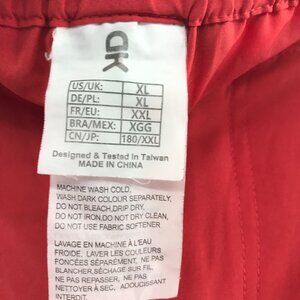 US/UK: XL
DE/PL: XL
FR/EU: XXL
BRA/MEX: XGG
CN/JP: 180/XXL
Designed & Tested in Taiwan
MADE IN CHINA
MACHINE WASH COLD,
WASH DARK COLOUR SEPARATELY,
DO NOT BLEACH,DRIP DRY,
DO NOT IRON.DO NOT DRY CLEAN,
DO NOT USE FABRIC SOFTENER
LAVAGE EN MACHINE À L'EAU
FROIDE, LAVER LES COULEURS
FONCÉES SÉPARÉMENT, NE PAS
BLANCHIR,SÉCHAGE SUR FIL,
NE PAS REPASSER, NE PAS
NETTOYER À SEC, ADOUCISSANT
INTERDIT.